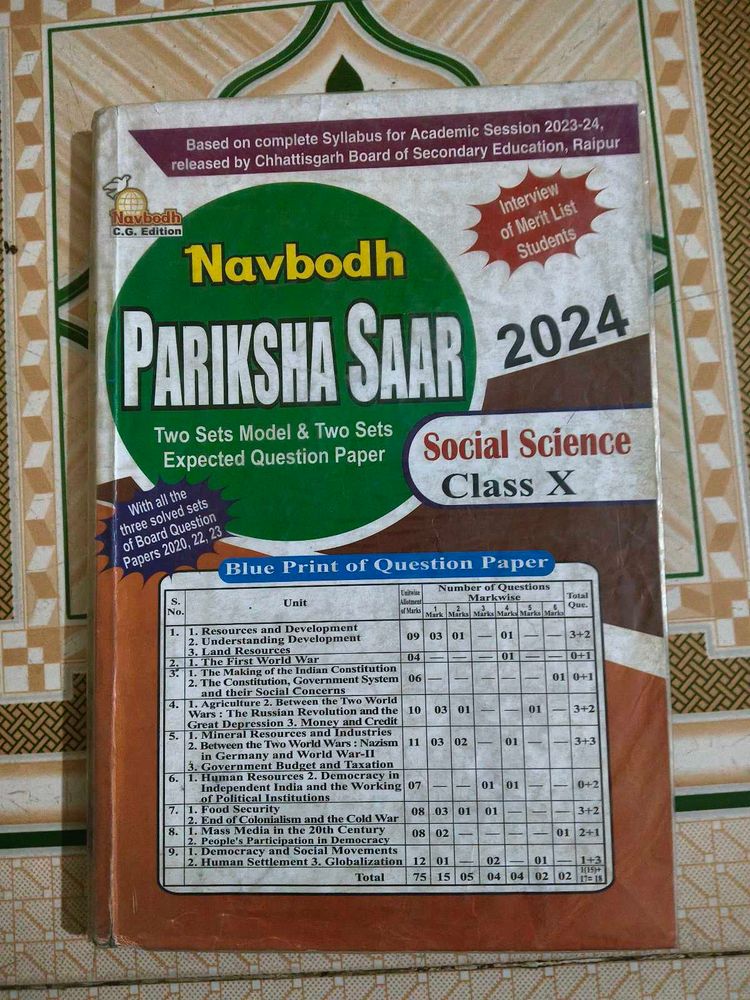 Based on complete Syllabus for Academic Session 2023-24,
released by Chhattisgarh Board of Secondary Education, Raipur
Navbodh
C.G. Edition
Interview
of Merit List
Students
Navbodh
PARIKSHA SAAR
2024
Two Sets Model & Two Sets
Expected Question Paper
Social Science
Class X
With all the
three solved sets
of Board Question
Papers 2020, 22, 23
Blue Print of Question Paper
S. No. Unit Unitwise Allotment of Marks Number of Questions Markwise Total Que.
1 Mark 2 Marks 3 Marks 4 Marks 5 Marks 6 Marks
1. 1. Resources and Development
2. Understanding Development 09 03 01 — 01 — — 3+2
3. Land Resources
2. 1. The First World War 04 — — — 01 — — 0+1
3. 1. The Making of the Indian Constitution
2. The Constitution, Government System 06 — — — — — 01 0+1
and their Social Concerns
4. 1. Agriculture 2. Between the Two World
Wars : The Russian Revolution and the 10 03 01 — — 01 — 3+2
Great Depression 3. Money and Credit
5. 1. Mineral Resources and Industries
2. Between the Two World Wars : Nazism 11 03 02 — 01 — — 3+3
in Germany and World War-II
3. Government Budget and Taxation
6. 1. Human Resources 2. Democracy in
Independent India and the Working 07 — — 01 01 — — 0+2
of Political Institutions
7. 1. Food Security 08 03 01 01 — — — 3+2
2. End of Colonialism and the Cold War
8. 1. Mass Media in the 20th Century 08 02 — — — — 01 2+1
2. People's Participation in Democracy
9. 1. Democracy and Social Movements
2. Human Settlement 3. Globalization 12 01 — 02 — 01 — 1+3
Total 75 15 05 04 04 02 02 1(15)+
17= 18